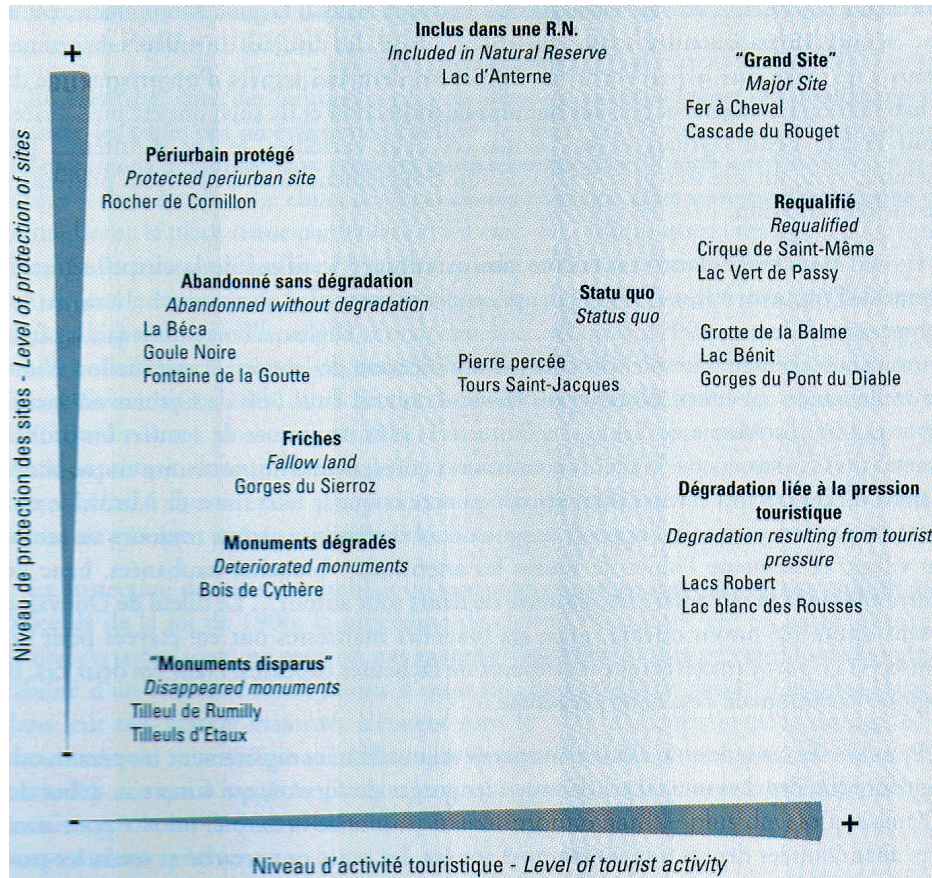 Inclus dans une R.N.
Included in Natural Reserve
Lac d'Anterne
"Grand Site"
Major Site
Fer à Cheval
Cascade du Rouget
Périurbain protégé
Protected periurban site
Rocher de Cornillon
Requalifié
Requalified
Cirque de Saint-Même
Lac Vert de Passy
Abandonné sans dégradation
Abandonned without degradation
La Béca
Goule Noire
Fontaine de la Goutte
Statu quo
Status quo
Pierre percée
Tours Saint-Jacques
Grotte de la Balme
Lac Bénit
Gorges du Pont du Diable
Friches
Fallow land
Gorges du Sierroz
Dégradation liée à la pression
touristique
Degradation resulting from tourist
pressure
Lacs Robert
Lac blanc des Rousses
Monuments dégradés
Deteriorated monuments
Bois de Cythère
"Monuments disparus"
Disappeared monuments
Tilleul de Rumilly
Tilleuls d'Etaux
Niveau de protection des sites - Level of protection of sites
+
-
-
+
Niveau d'activité touristique - Level of tourist activity